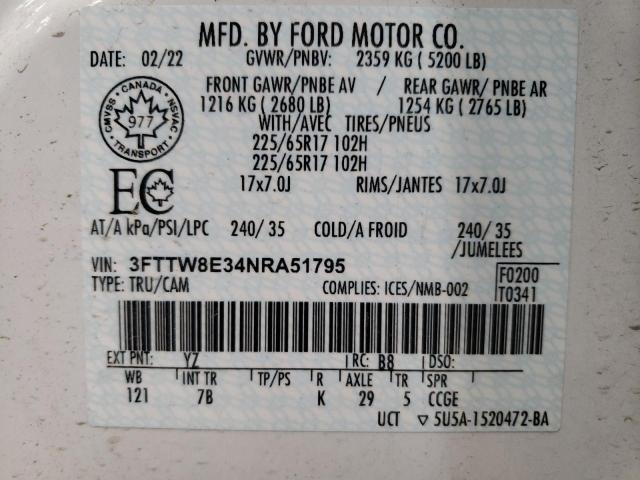 MFD. BY FORD MOTOR CO.
DATE: 02/22 GVWR/PNBV: 2359 KG ( 5200 LB)
FRONT GAWR/PNBE AV / REAR GAWR/ PNBE AR
1216 KG ( 2680 LB) 1254 KG ( 2765 LB)
WITH/AVEC TIRES/PNEUS
225/65R17 102H
225/65R17 102H
17x7.0J RIMS/JANTES 17x7.0J
CANADA
CMVSS NSVAC
977
TRANSPORT
EC
AT/A kPa/PSI/LPC 240/ 35 COLD/A FROID 240/ 35
/JUMELEES
VIN: 3FTTW8E34NRA51795 F0200
TYPE: TRU/CAM COMPLIES: ICES/NMB-002 T0341
EXT PNT: YZ RC: B8 DSO:
WB INT TR TP/PS R AXLE TR SPR
121 7B K 29 5 CCGE
UCT ▽ 5U5A-1520472-BA